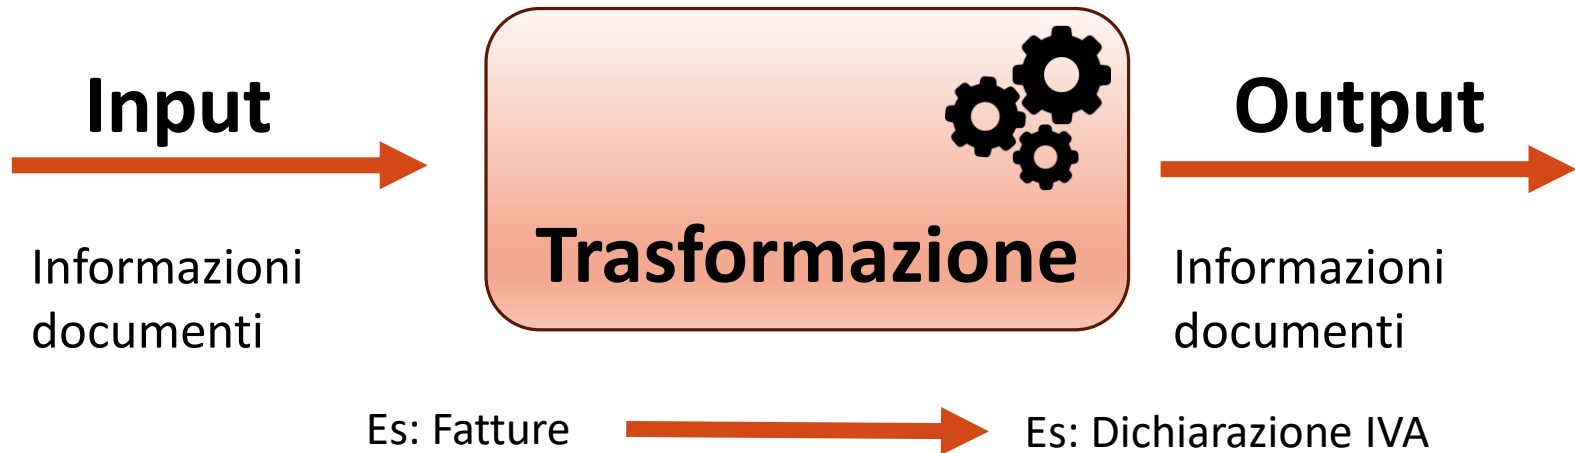 Input
Trasformazione
Output
Informazioni
documenti
Informazioni
documenti
Es: Fatture
Es: Dichiarazione IVA